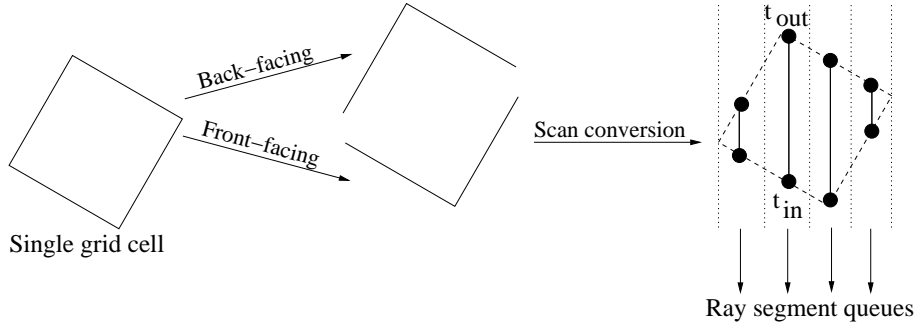 Single grid cell
Back-facing
Front-facing
Scan conversion
t out
t in
Ray segment queues